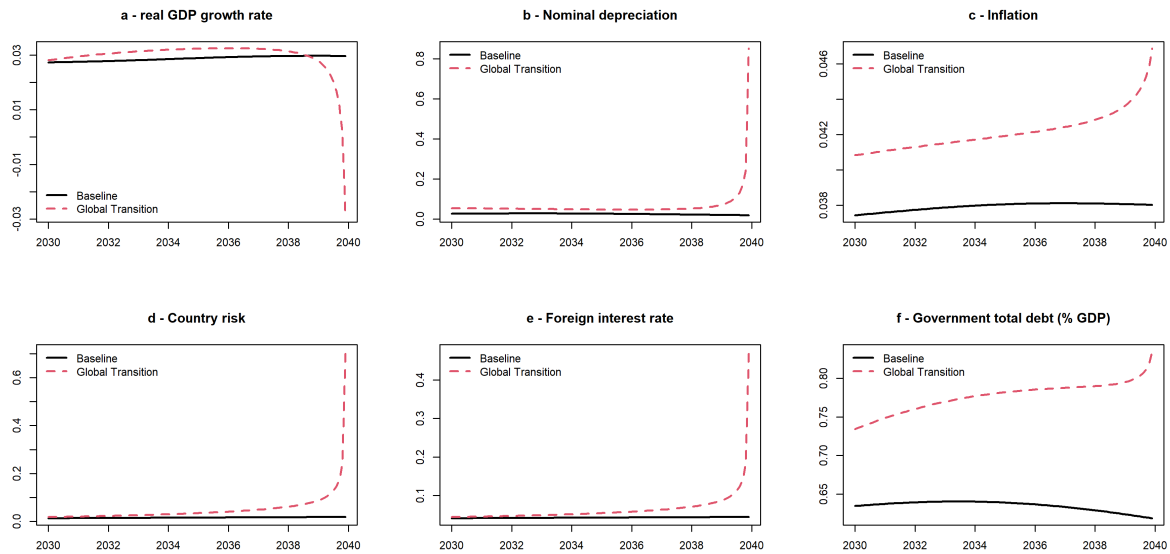 a - real GDP growth rate
0.03
0.01
-0.01
-0.03
Baseline
Global Transition
2030 2032 2034 2036 2038 2040
b - Nominal depreciation
0.8
0.6
0.4
0.2
0.0
Baseline
Global Transition
2030 2032 2034 2036 2038 2040
c - Inflation
0.046
0.042
0.038
Baseline
Global Transition
2030 2032 2034 2036 2038 2040
d - Country risk
0.6
0.4
0.2
0.0
Baseline
Global Transition
2030 2032 2034 2036 2038 2040
e - Foreign interest rate
0.4
0.3
0.2
0.1
Baseline
Global Transition
2030 2032 2034 2036 2038 2040
f - Government total debt (% GDP)
0.80
0.75
0.70
0.65
Baseline
Global Transition
2030 2032 2034 2036 2038 2040